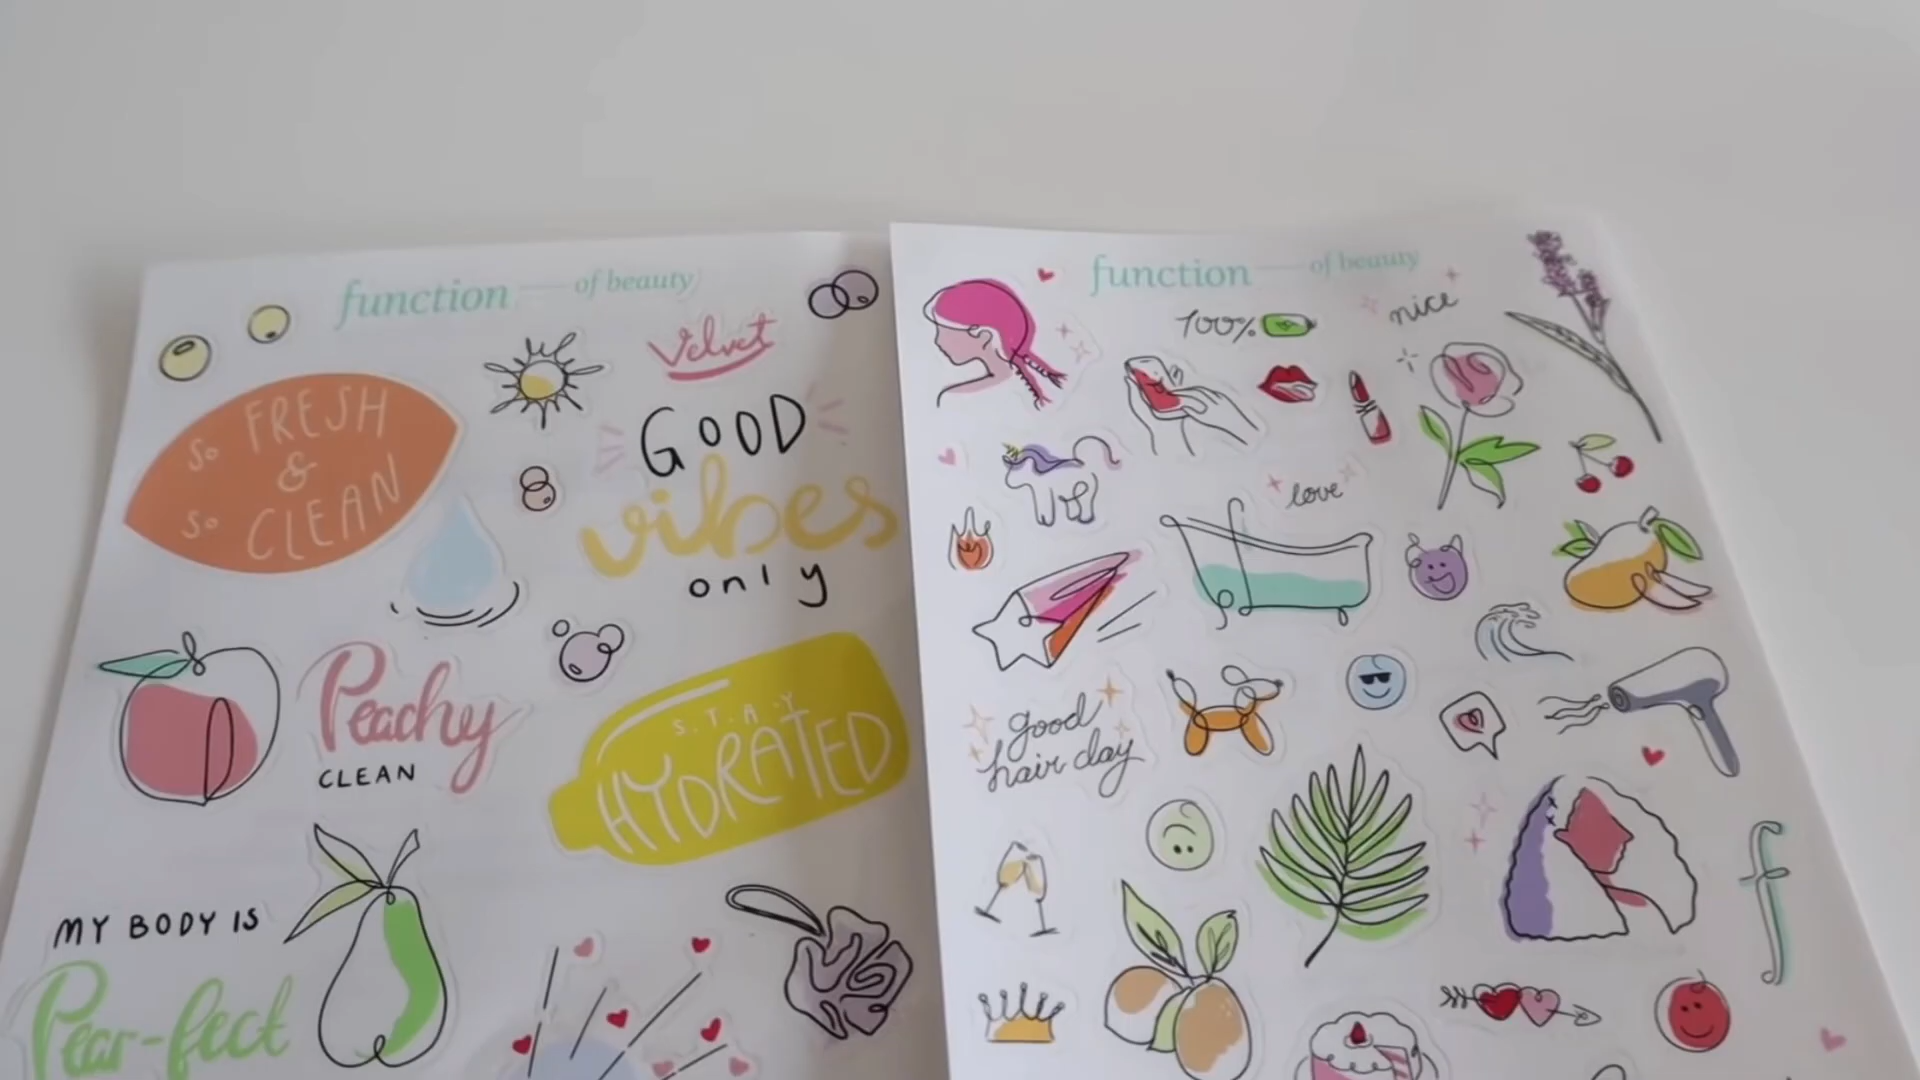 function of beauty
Velvet
So FRESH
&
So CLEAN
GOOD
vibes
only
Peachy
CLEAN
S.T.A.Y
HYDRATED
MY BODY IS
Pear-fect
function of beauty
100%
nice
love
good
hair day
f